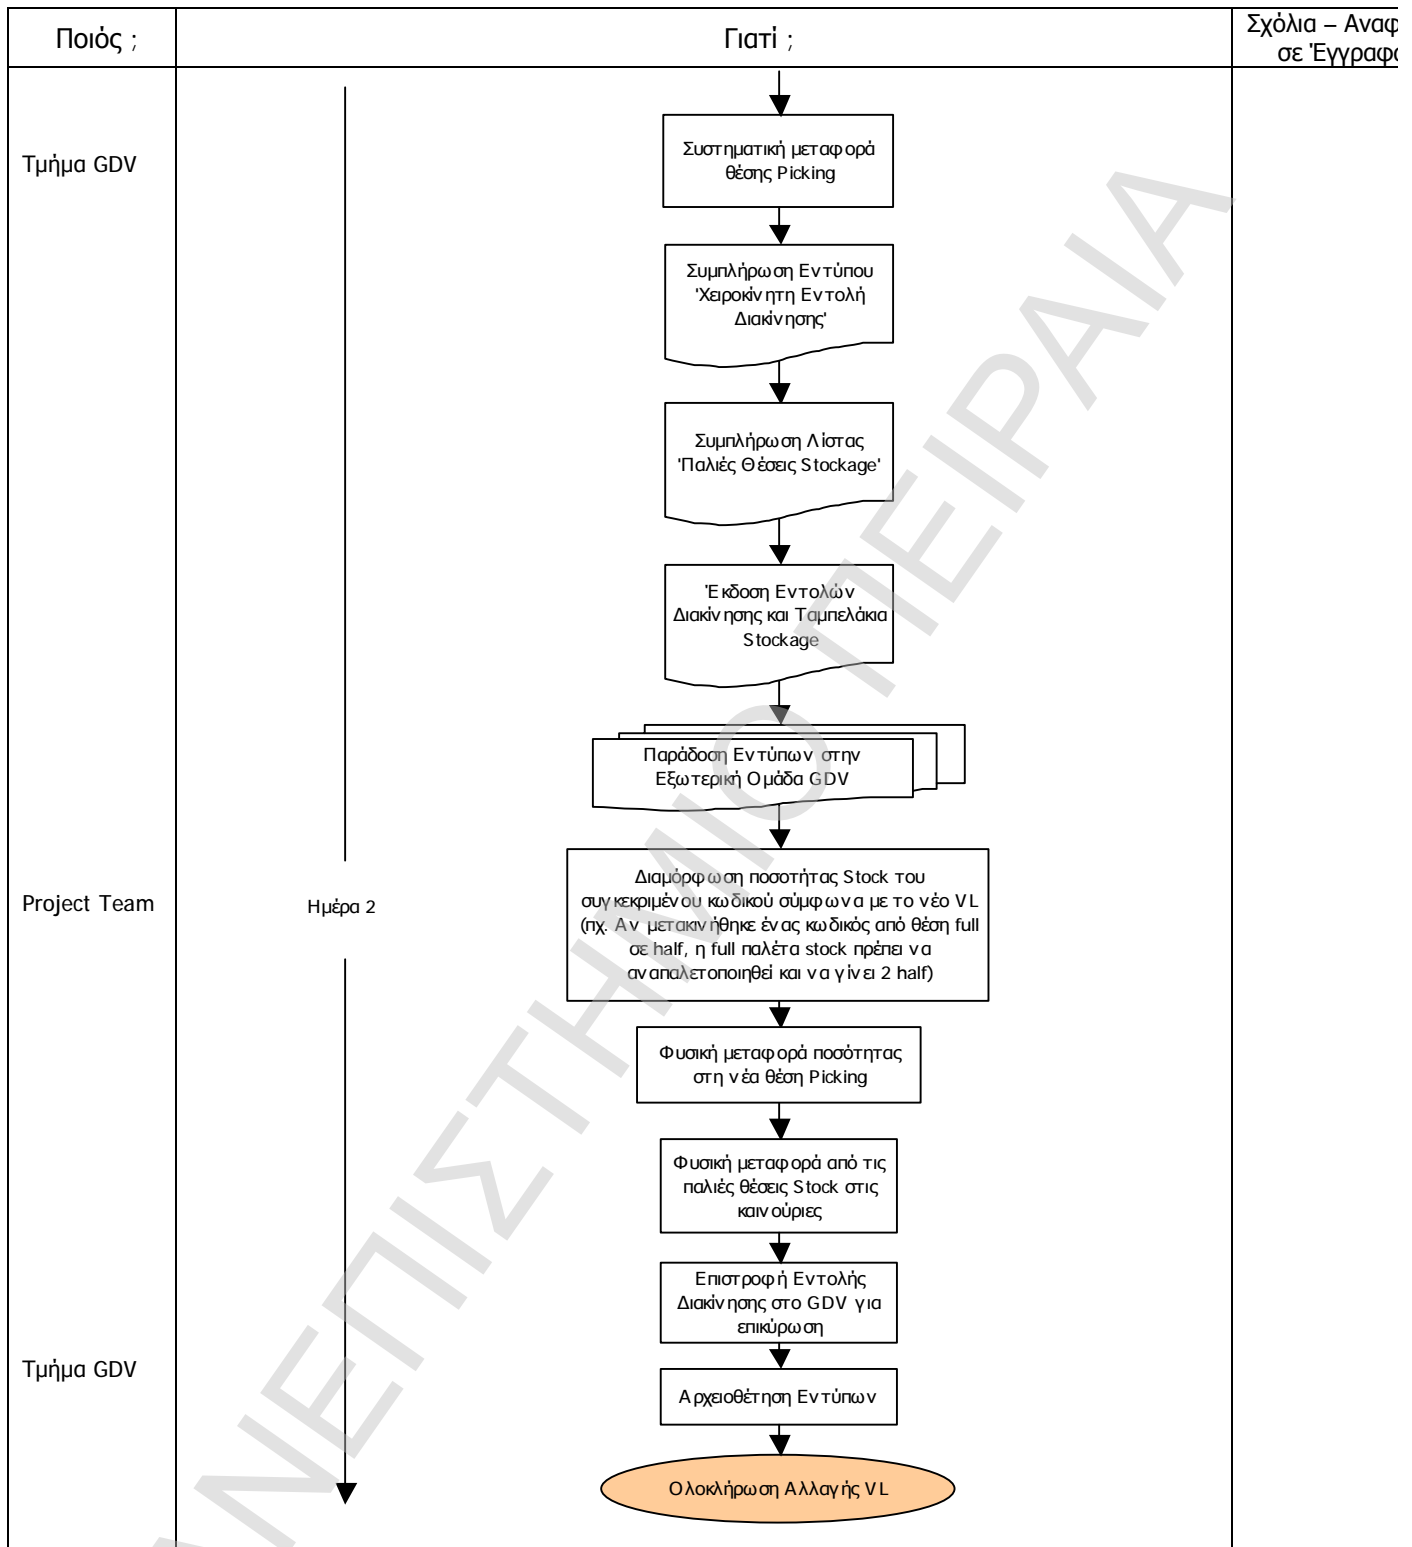 Ποιός ;
Γιατί ;
Σχόλια – Αναφ
σε Έγγραφα
Τμήμα GDV
Συστηματική μεταφορά
θέσης Picking
Συμπλήρωση Εντύπου
'Χειροκίνητη Εντολή
Διακίνησης'
Συμπλήρωση Λίστας
'Παλιές Θέσεις Stockage'
Έκδοση Εντολών
Διακίνησης και Ταμπελάκια
Stockage
Παράδοση Εντύπων στην
Εξωτερική Ομάδα GDV
Project Team
Ημέρα 2
Διαμόρφωση ποσοτήτας Stock του
συγκεκριμένου κωδικού σύμφωνα με το νέο VL
(πχ. Αν μετακινήθηκε ένας κωδικός από θέση full
σε half, η full παλέτα stock πρέπει να
αναπαλετοποιηθεί και να γίνει 2 half)
Φυσική μεταφορά ποσότητας
στη νέα θέση Picking
Φυσική μεταφορά από τις
παλιές θέσεις Stock στις
καινούριες
Επιστροφή Εντολής
Διακίνησης στο GDV για
επικύρωση
Τμήμα GDV
Αρχειοθέτηση Εντύπων
Ολοκλήρωση Αλλαγής VL
ΑΝΕΠΙΣΤΗΜΙΟ ΠΕΙΡΑΙΑ